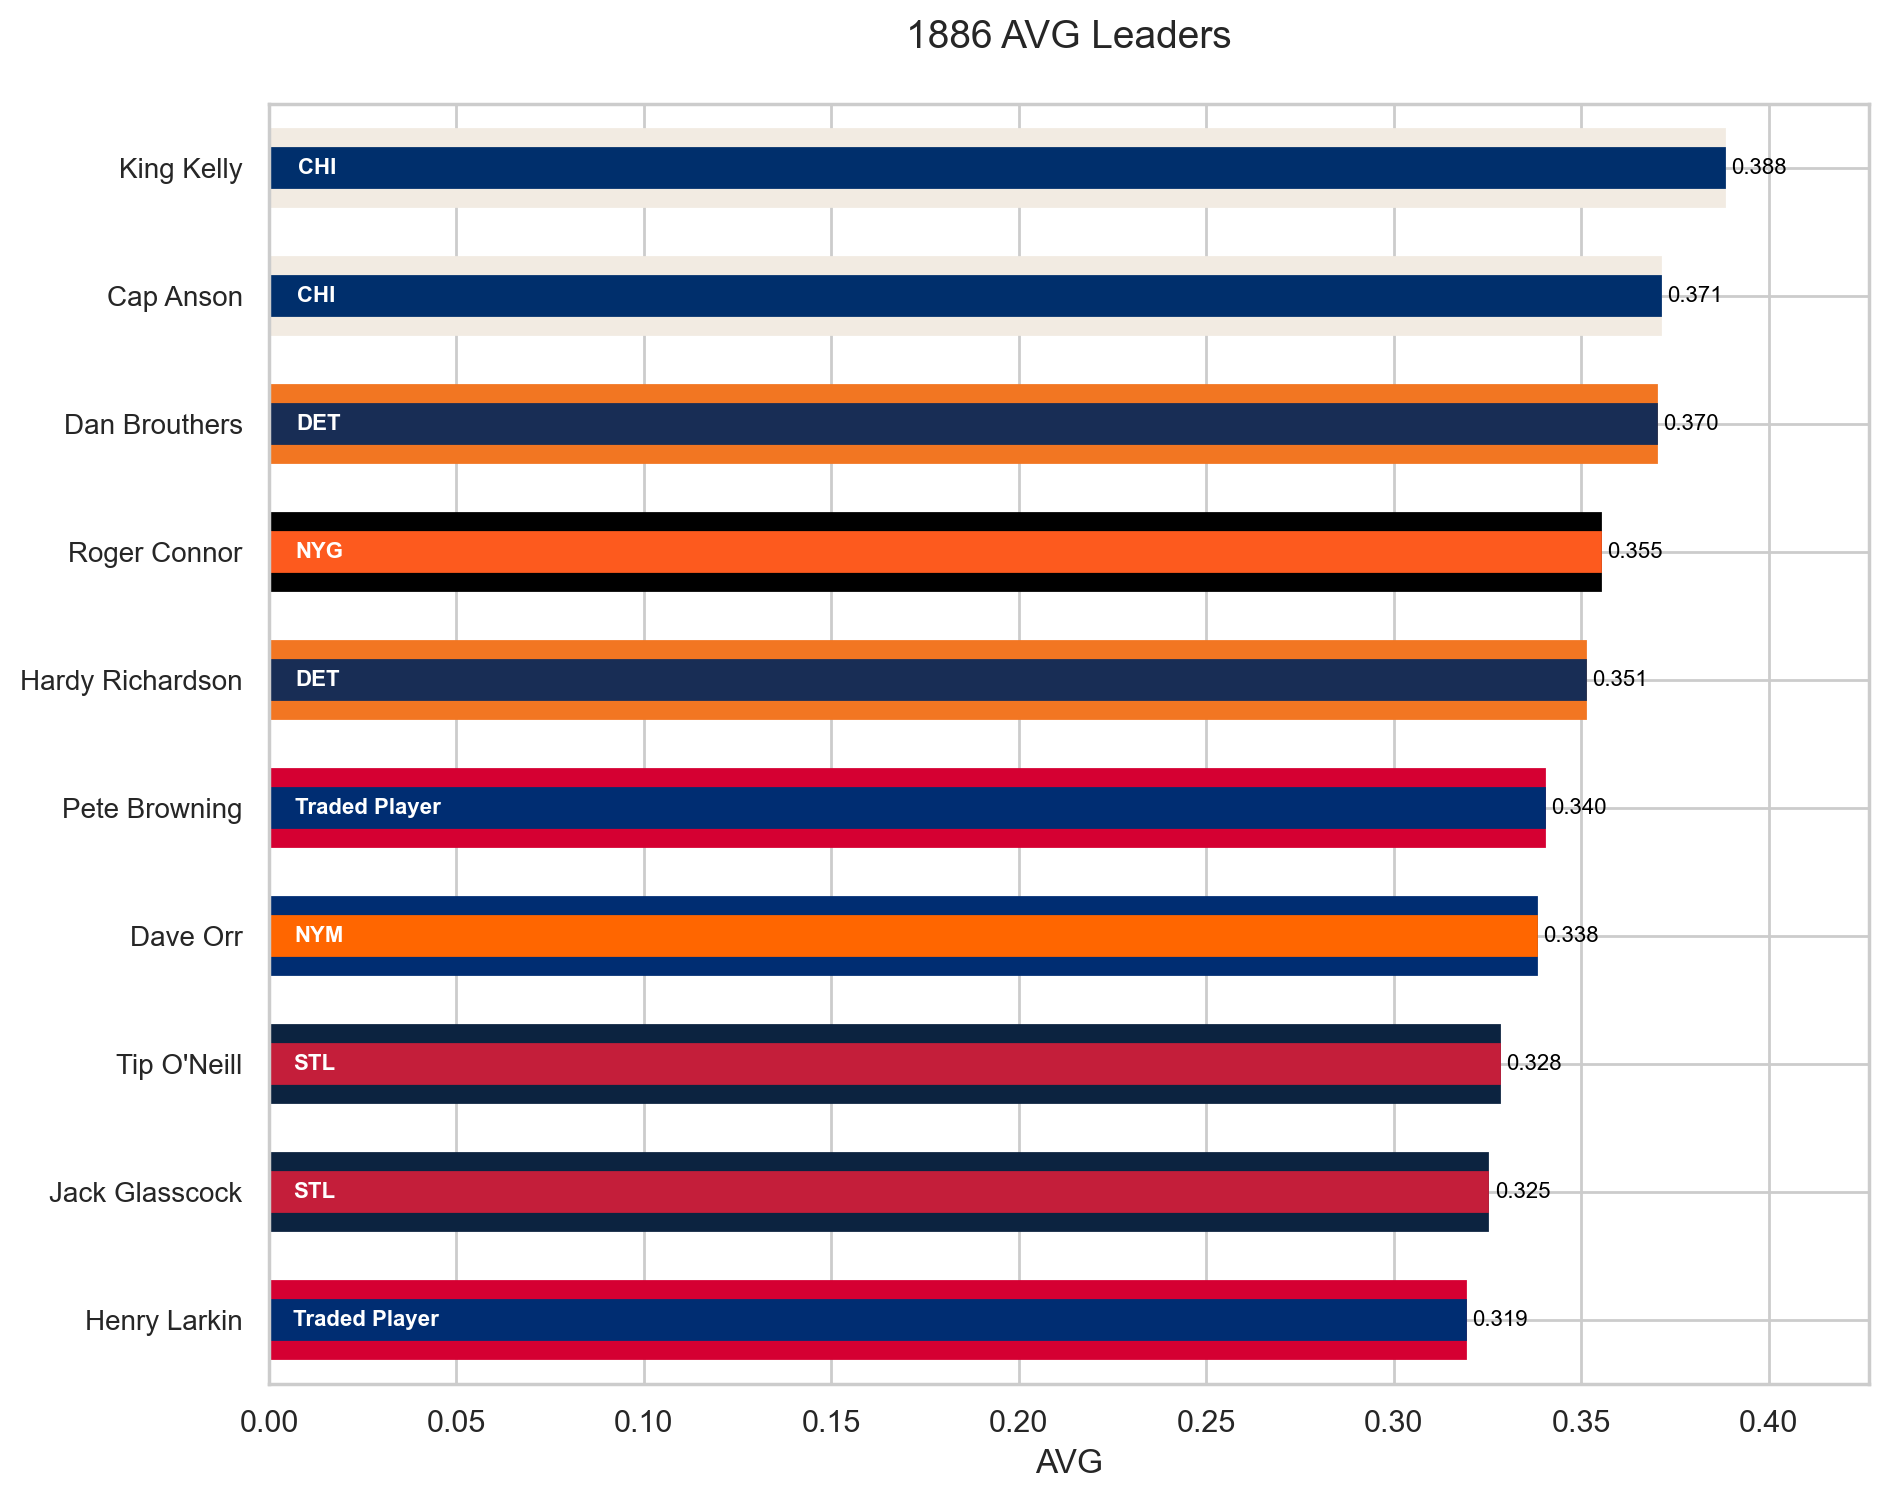 1886 AVG Leaders
King Kelly CHI 0.388
Cap Anson CHI 0.371
Dan Brouthers DET 0.370
Roger Connor NYG 0.355
Hardy Richardson DET 0.351
Pete Browning Traded Player 0.340
Dave Orr NYM 0.338
Tip O'Neill STL 0.328
Jack Glasscock STL 0.325
Henry Larkin Traded Player 0.319
0.00 0.05 0.10 0.15 0.20 0.25 0.30 0.35 0.40
AVG